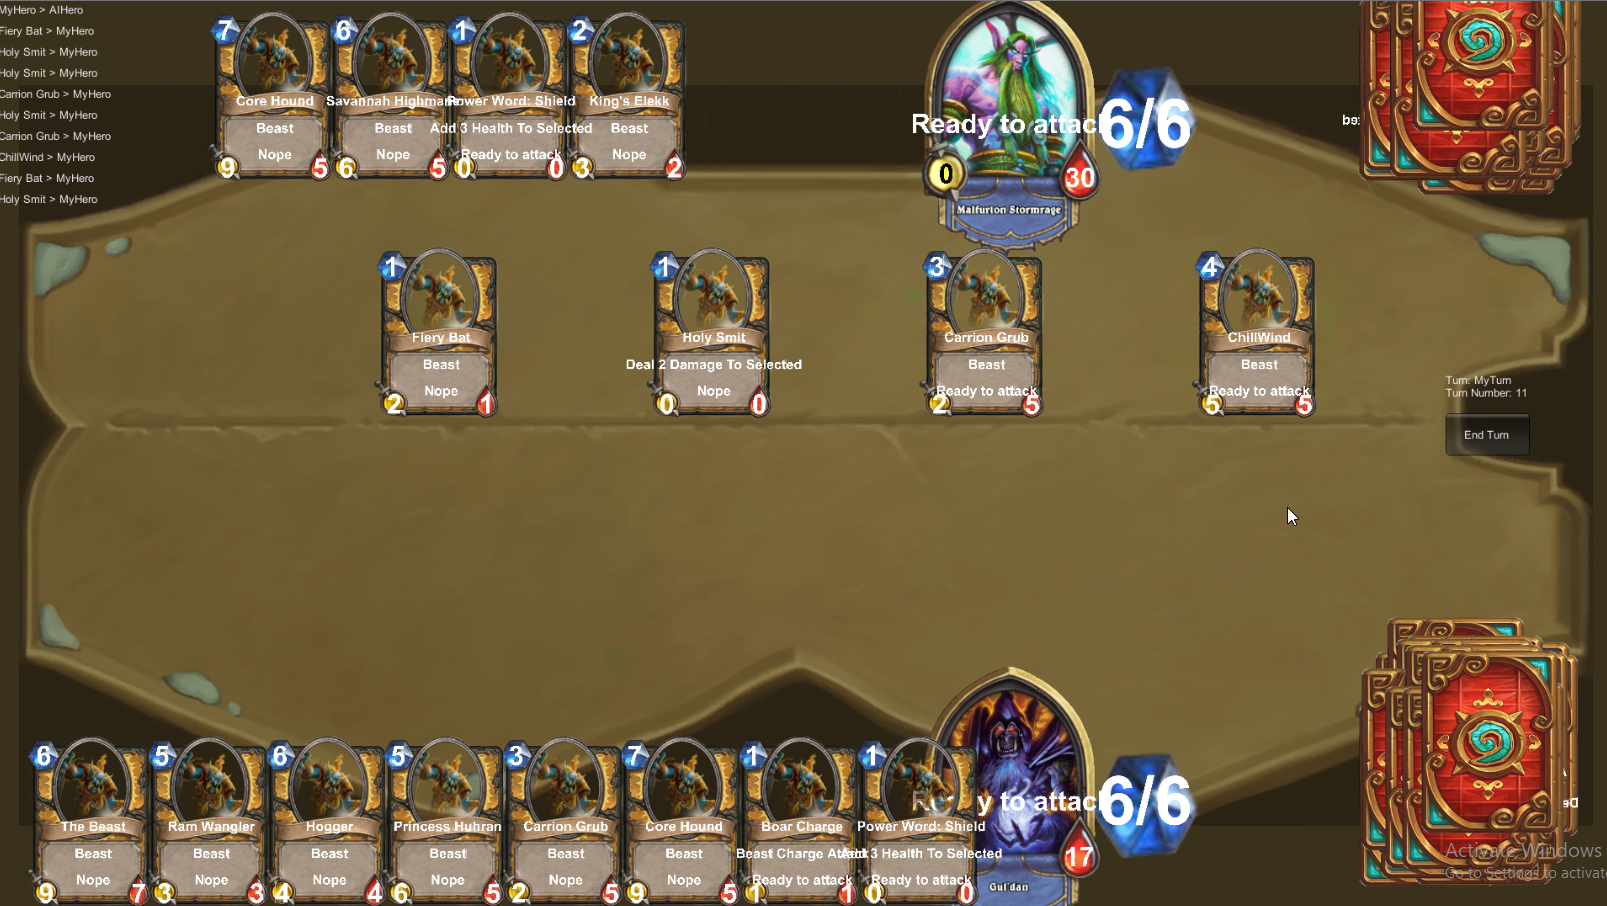 MyHero > AIHero
Fiery Bat > MyHero
Holy Smit > MyHero
Holy Smit > MyHero
Carrion Grub > MyHero
Holy Smit > MyHero
Carrion Grub > MyHero
ChillWind > MyHero
Fiery Bat > MyHero
Holy Smit > MyHero
7 6 1 2
Core Hound Savannah Highmane Power Word: Shield King's Elekk
Beast Beast Add 3 Health To Selected Beast
Nope Nope Ready to attack Nope
9 5 6 5 0 0 3 2
Ready to attack 6/6
0 30
Malfurion Stormrage
1 1 3 4
Fiery Bat Holy Smit Carrion Grub ChillWind
Beast Deal 2 Damage To Selected Beast Beast
Nope Nope Ready to attack Ready to attack
2 1 0 0 2 5 5 5
Turn: MyTurn
Turn Number: 11
End Turn
6 5 6 5 3 7 1 1
The Beast Ram Wangler Hogger Princess Huhran Carrion Grub Core Hound Boar Charge Power Word: Shield
Beast Beast Beast Beast Beast Beast Beast Charge Attack Add 3 Health To Selected
Nope Nope Nope Nope Nope Nope Ready to attack Ready to attack
9 7 3 3 4 4 6 5 2 5 9 5 1 1 0 0
Ready to attack 6/6
17
Gul'dan
Activate Windows
Go to Settings to activate